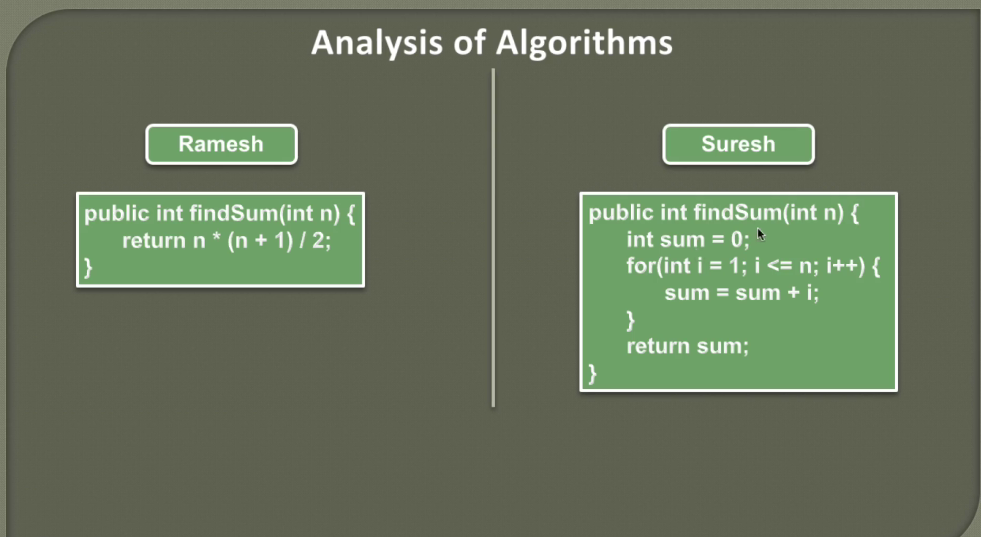 Analysis of Algorithms
Ramesh
public int findSum(int n) {
return n * (n + 1) / 2;
}
Suresh
public int findSum(int n) {
int sum = 0;
for(int i = 1; i <= n; i++) {
sum = sum + i;
}
return sum;
}